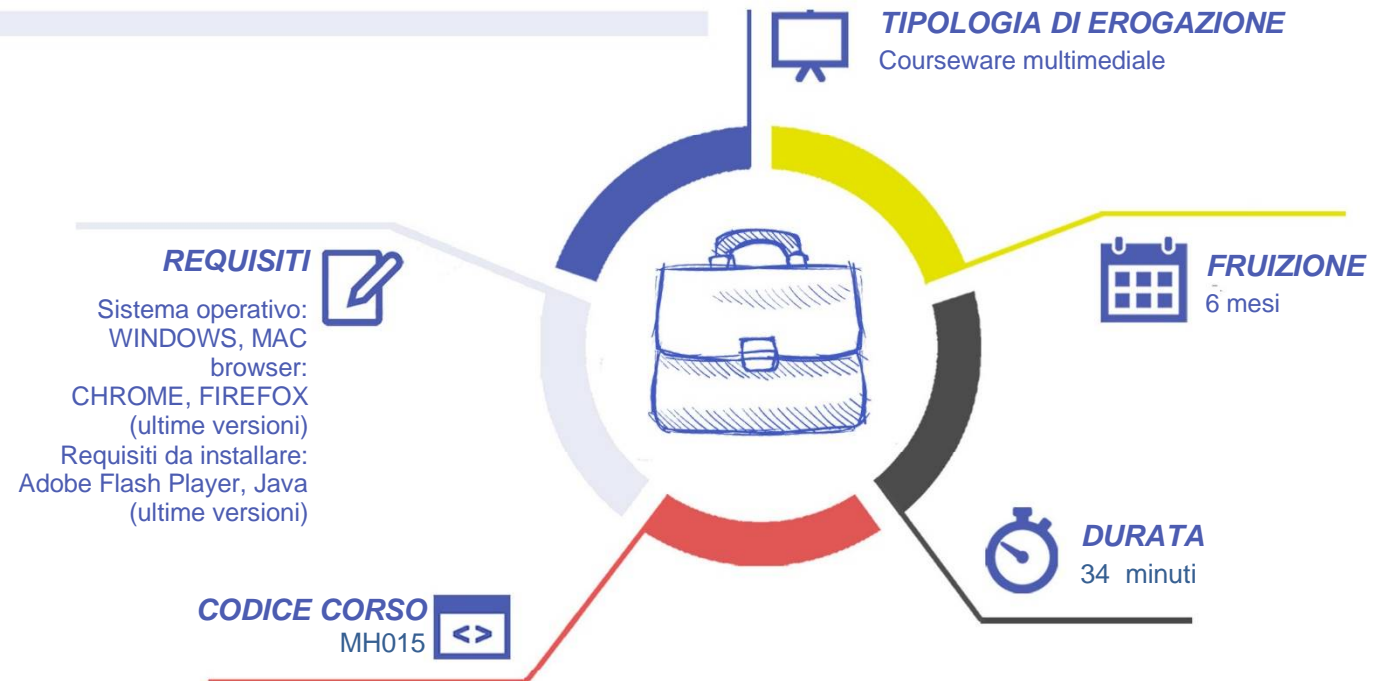 TIPOLOGIA DI EROGAZIONE
Courseware multimediale
REQUISITI
Sistema operativo:
WINDOWS, MAC
browser:
CHROME, FIREFOX
(ultime versioni)
Requisiti da installare:
Adobe Flash Player, Java
(ultime versioni)
FRUIZIONE
6 mesi
DURATA
34 minuti
CODICE CORSO
MH015
<>